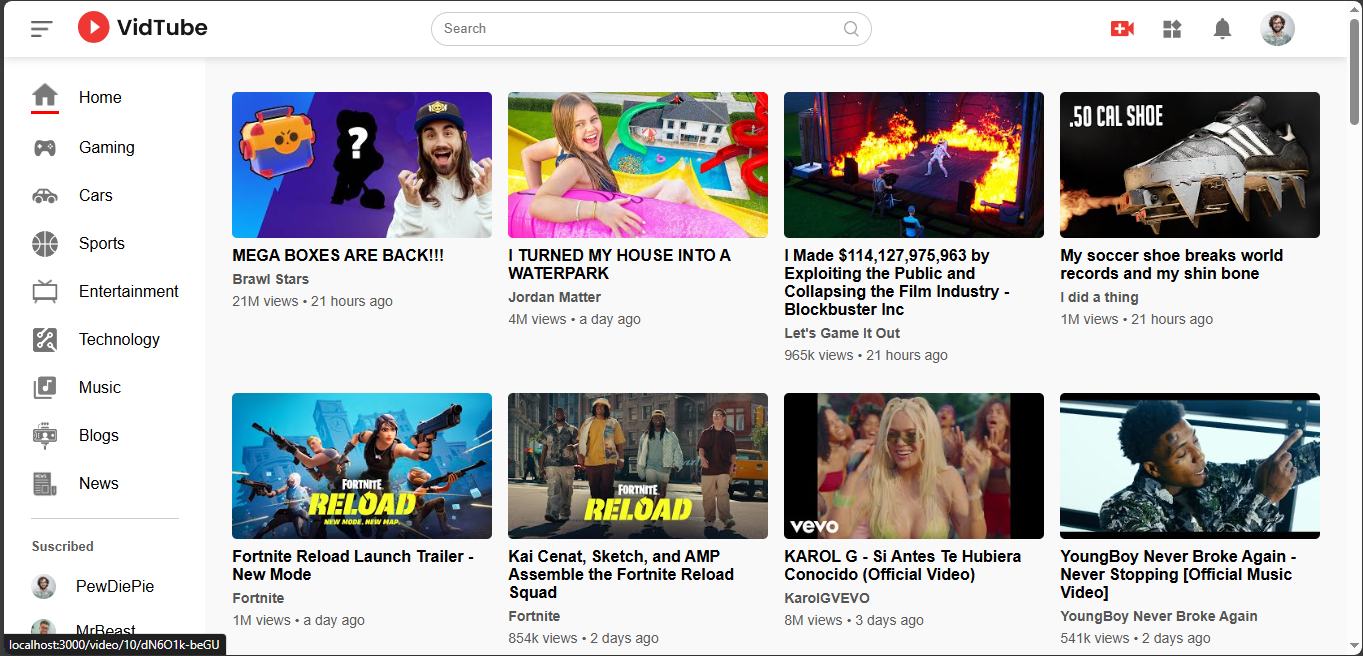 VidTube
Search
Home
Gaming
Cars
Sports
Entertainment
Technology
Music
Blogs
News
Suscribed
PewDiePie
MrBeast
?
MEGA BOXES ARE BACK!!!
Brawl Stars
21M views • 21 hours ago
I TURNED MY HOUSE INTO A
WATERPARK
Jordan Matter
4M views • a day ago
I Made $114,127,975,963 by
Exploiting the Public and
Collapsing the Film Industry -
Blockbuster Inc
Let's Game It Out
965k views • 21 hours ago
.50 CAL SHOE
My soccer shoe breaks world
records and my shin bone
I did a thing
1M views • 21 hours ago
FORTNITE
RELOAD
NEW MODE. NEW MAP.
Fortnite Reload Launch Trailer -
New Mode
Fortnite
1M views • a day ago
FORTNITE
RELOAD
Kai Cenat, Sketch, and AMP
Assemble the Fortnite Reload
Squad
Fortnite
854k views • 2 days ago
vevo
KAROL G - Si Antes Te Hubiera
Conocido (Official Video)
KarolGVEVO
8M views • 3 days ago
YoungBoy Never Broke Again -
Never Stopping [Official Music
Video]
YoungBoy Never Broke Again
541k views • 2 days ago
localhost:3000/video/10/dN6O1k-beGU